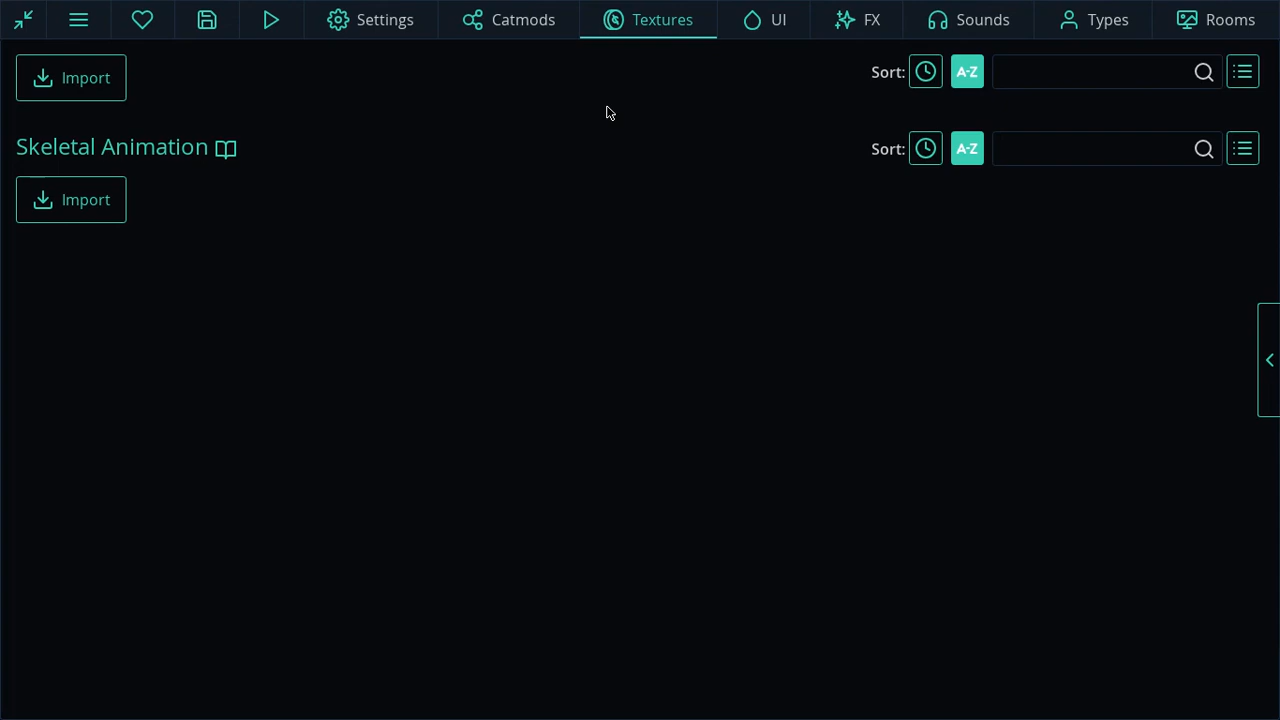 Settings
Catmods
Textures
UI
FX
Sounds
Types
Rooms
Import
Sort:
A-Z
Skeletal Animation
Sort:
A-Z
Import